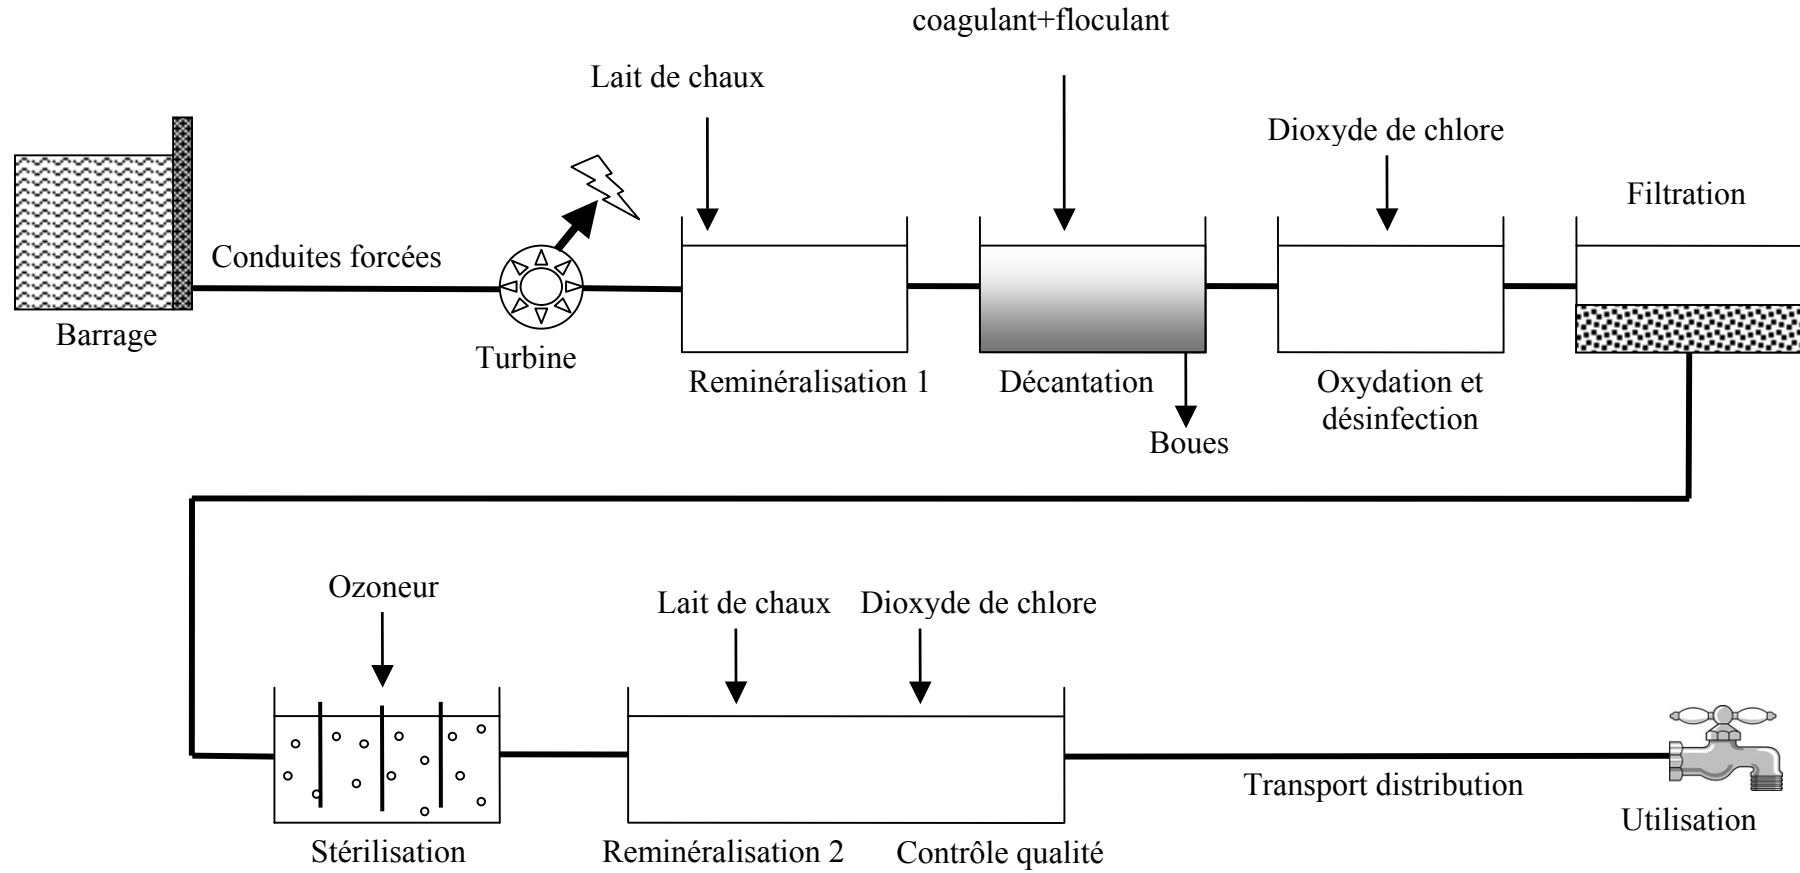 coagulant+floculant
Lait de chaux
Dioxyde de chlore
Filtration
Conduites forcées
Barrage
Turbine
Reminéralisation 1
Décantation
Oxydation et
désinfection
Boues
Ozoneur
Lait de chaux
Dioxyde de chlore
Transport distribution
Utilisation
Stérilisation
Reminéralisation 2
Contrôle qualité